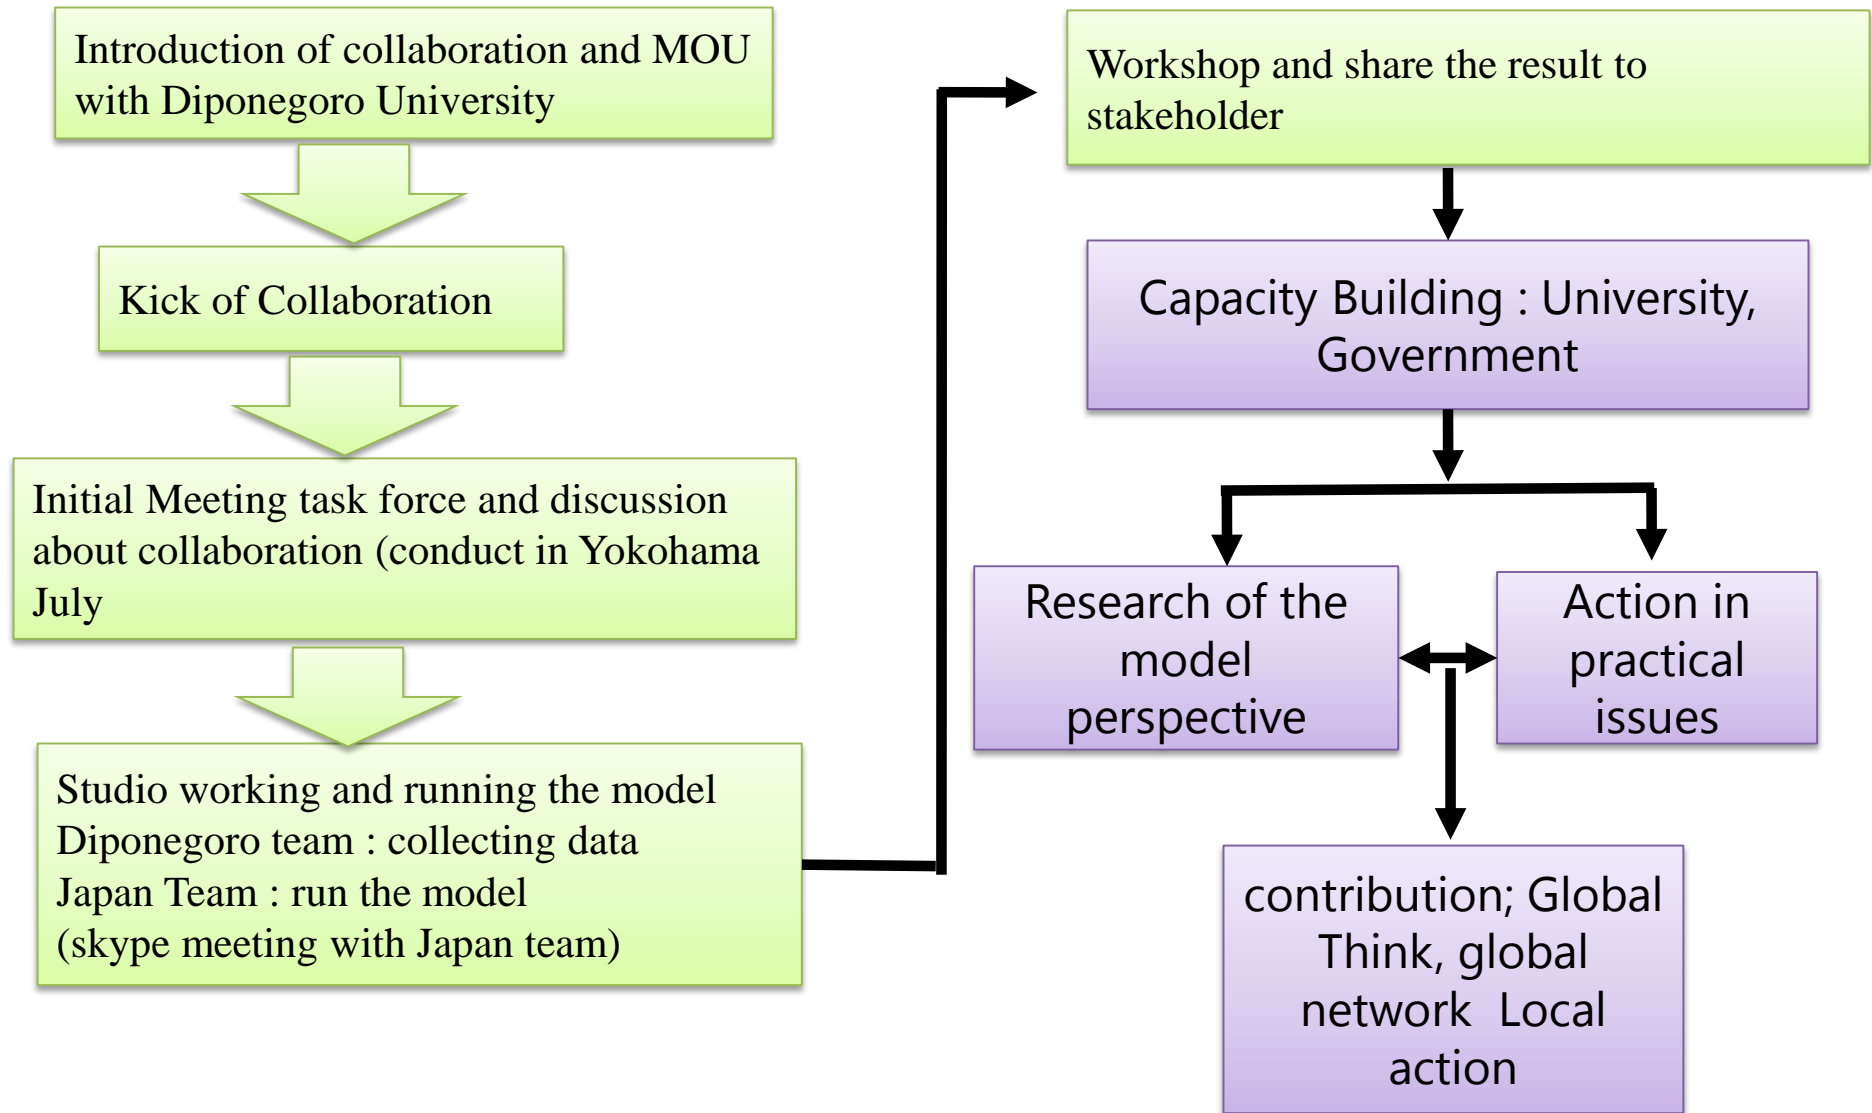 Introduction of collaboration and MOU
with Diponegoro University
Kick of Collaboration
Initial Meeting task force and discussion
about collaboration (conduct in Yokohama
July
Studio working and running the model
Diponegoro team : collecting data
Japan Team : run the model
(skype meeting with Japan team)
Workshop and share the result to
stakeholder
Capacity Building : University,
Government
Research of the
model
perspective
Action in
practical
issues
contribution; Global
Think, global
network  Local
action